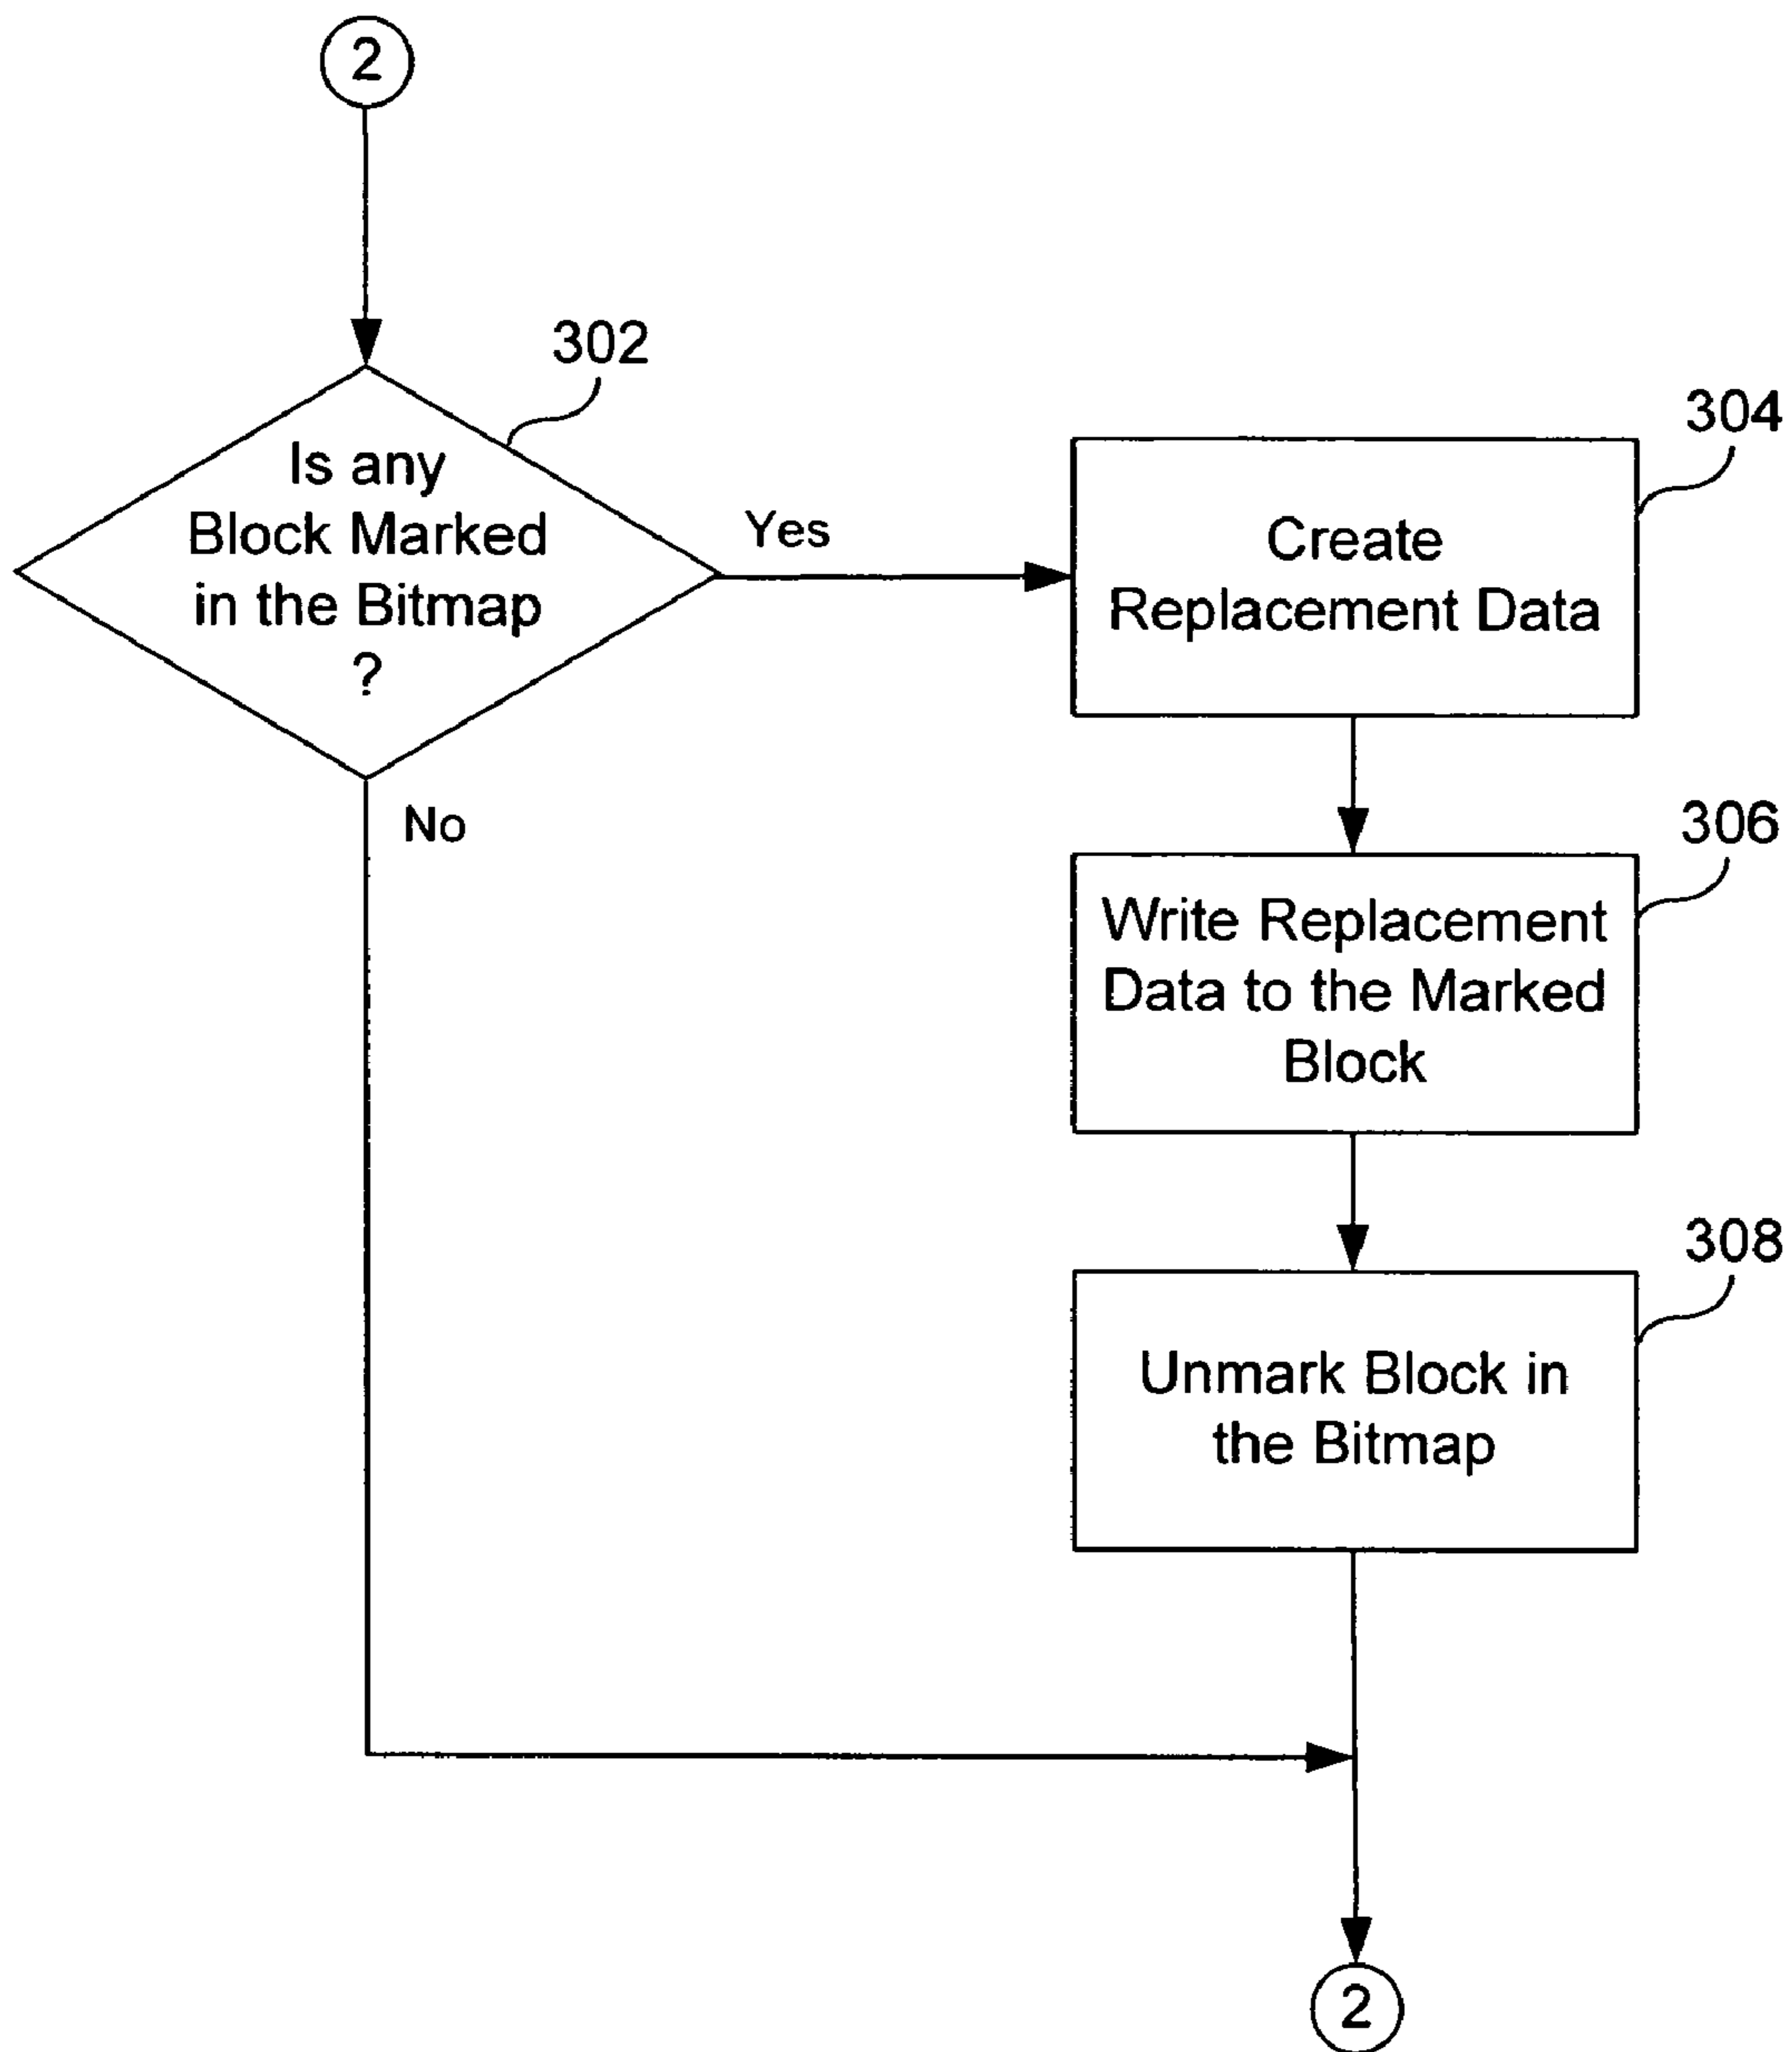 2
302
Is any
Block Marked
in the Bitmap
?
Yes
No
304
Create
Replacement Data
306
Write Replacement
Data to the Marked
Block
308
Unmark Block in
the Bitmap
2